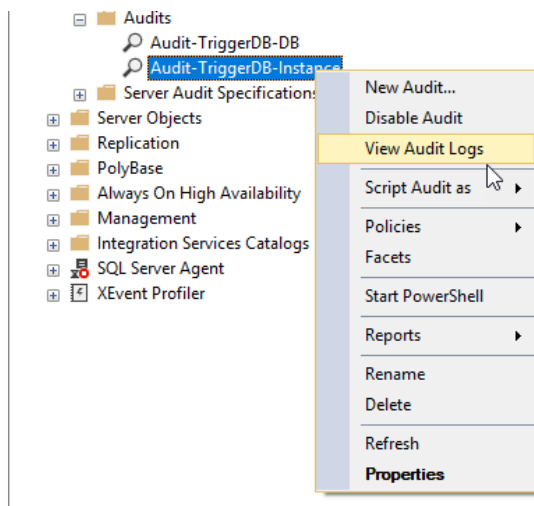 Audits
Audit-TriggerDB-DB
Audit-TriggerDB-Instance
Server Audit Specifications
Server Objects
Replication
PolyBase
Always On High Availability
Management
Integration Services Catalogs
SQL Server Agent
XEvent Profiler
New Audit...
Disable Audit
View Audit Logs
Script Audit as
Policies
Facets
Start PowerShell
Reports
Rename
Delete
Refresh
Properties